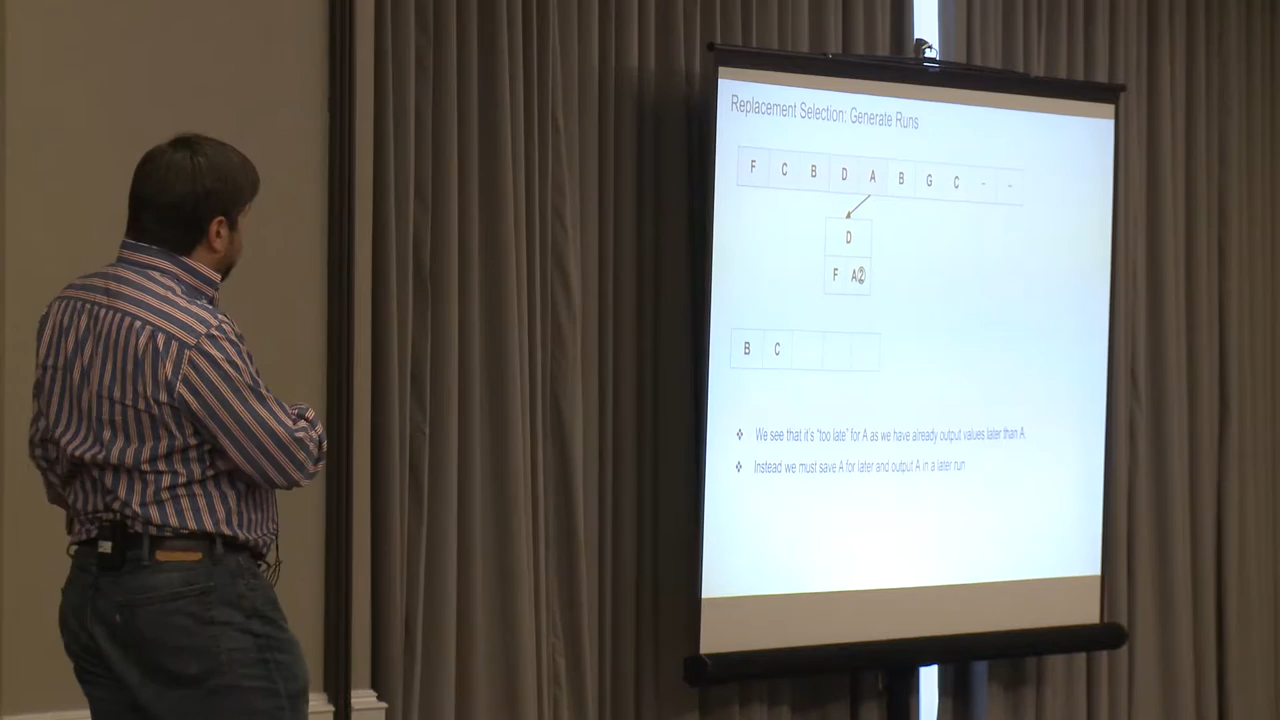 Replacement Selection: Generate Runs
F C B D A B G C - -
D
F A②
B C
❖ We see that it's "too late" for A as we have already output values later than A.
❖ Instead we must save A for later and output A in a later run